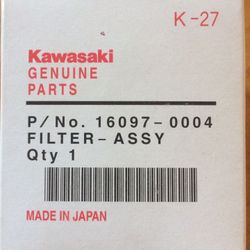 K-27
Kawasaki
GENUINE
PARTS
P/No. 16097-0004
FILTER-ASSY
Qty 1
MADE IN JAPAN